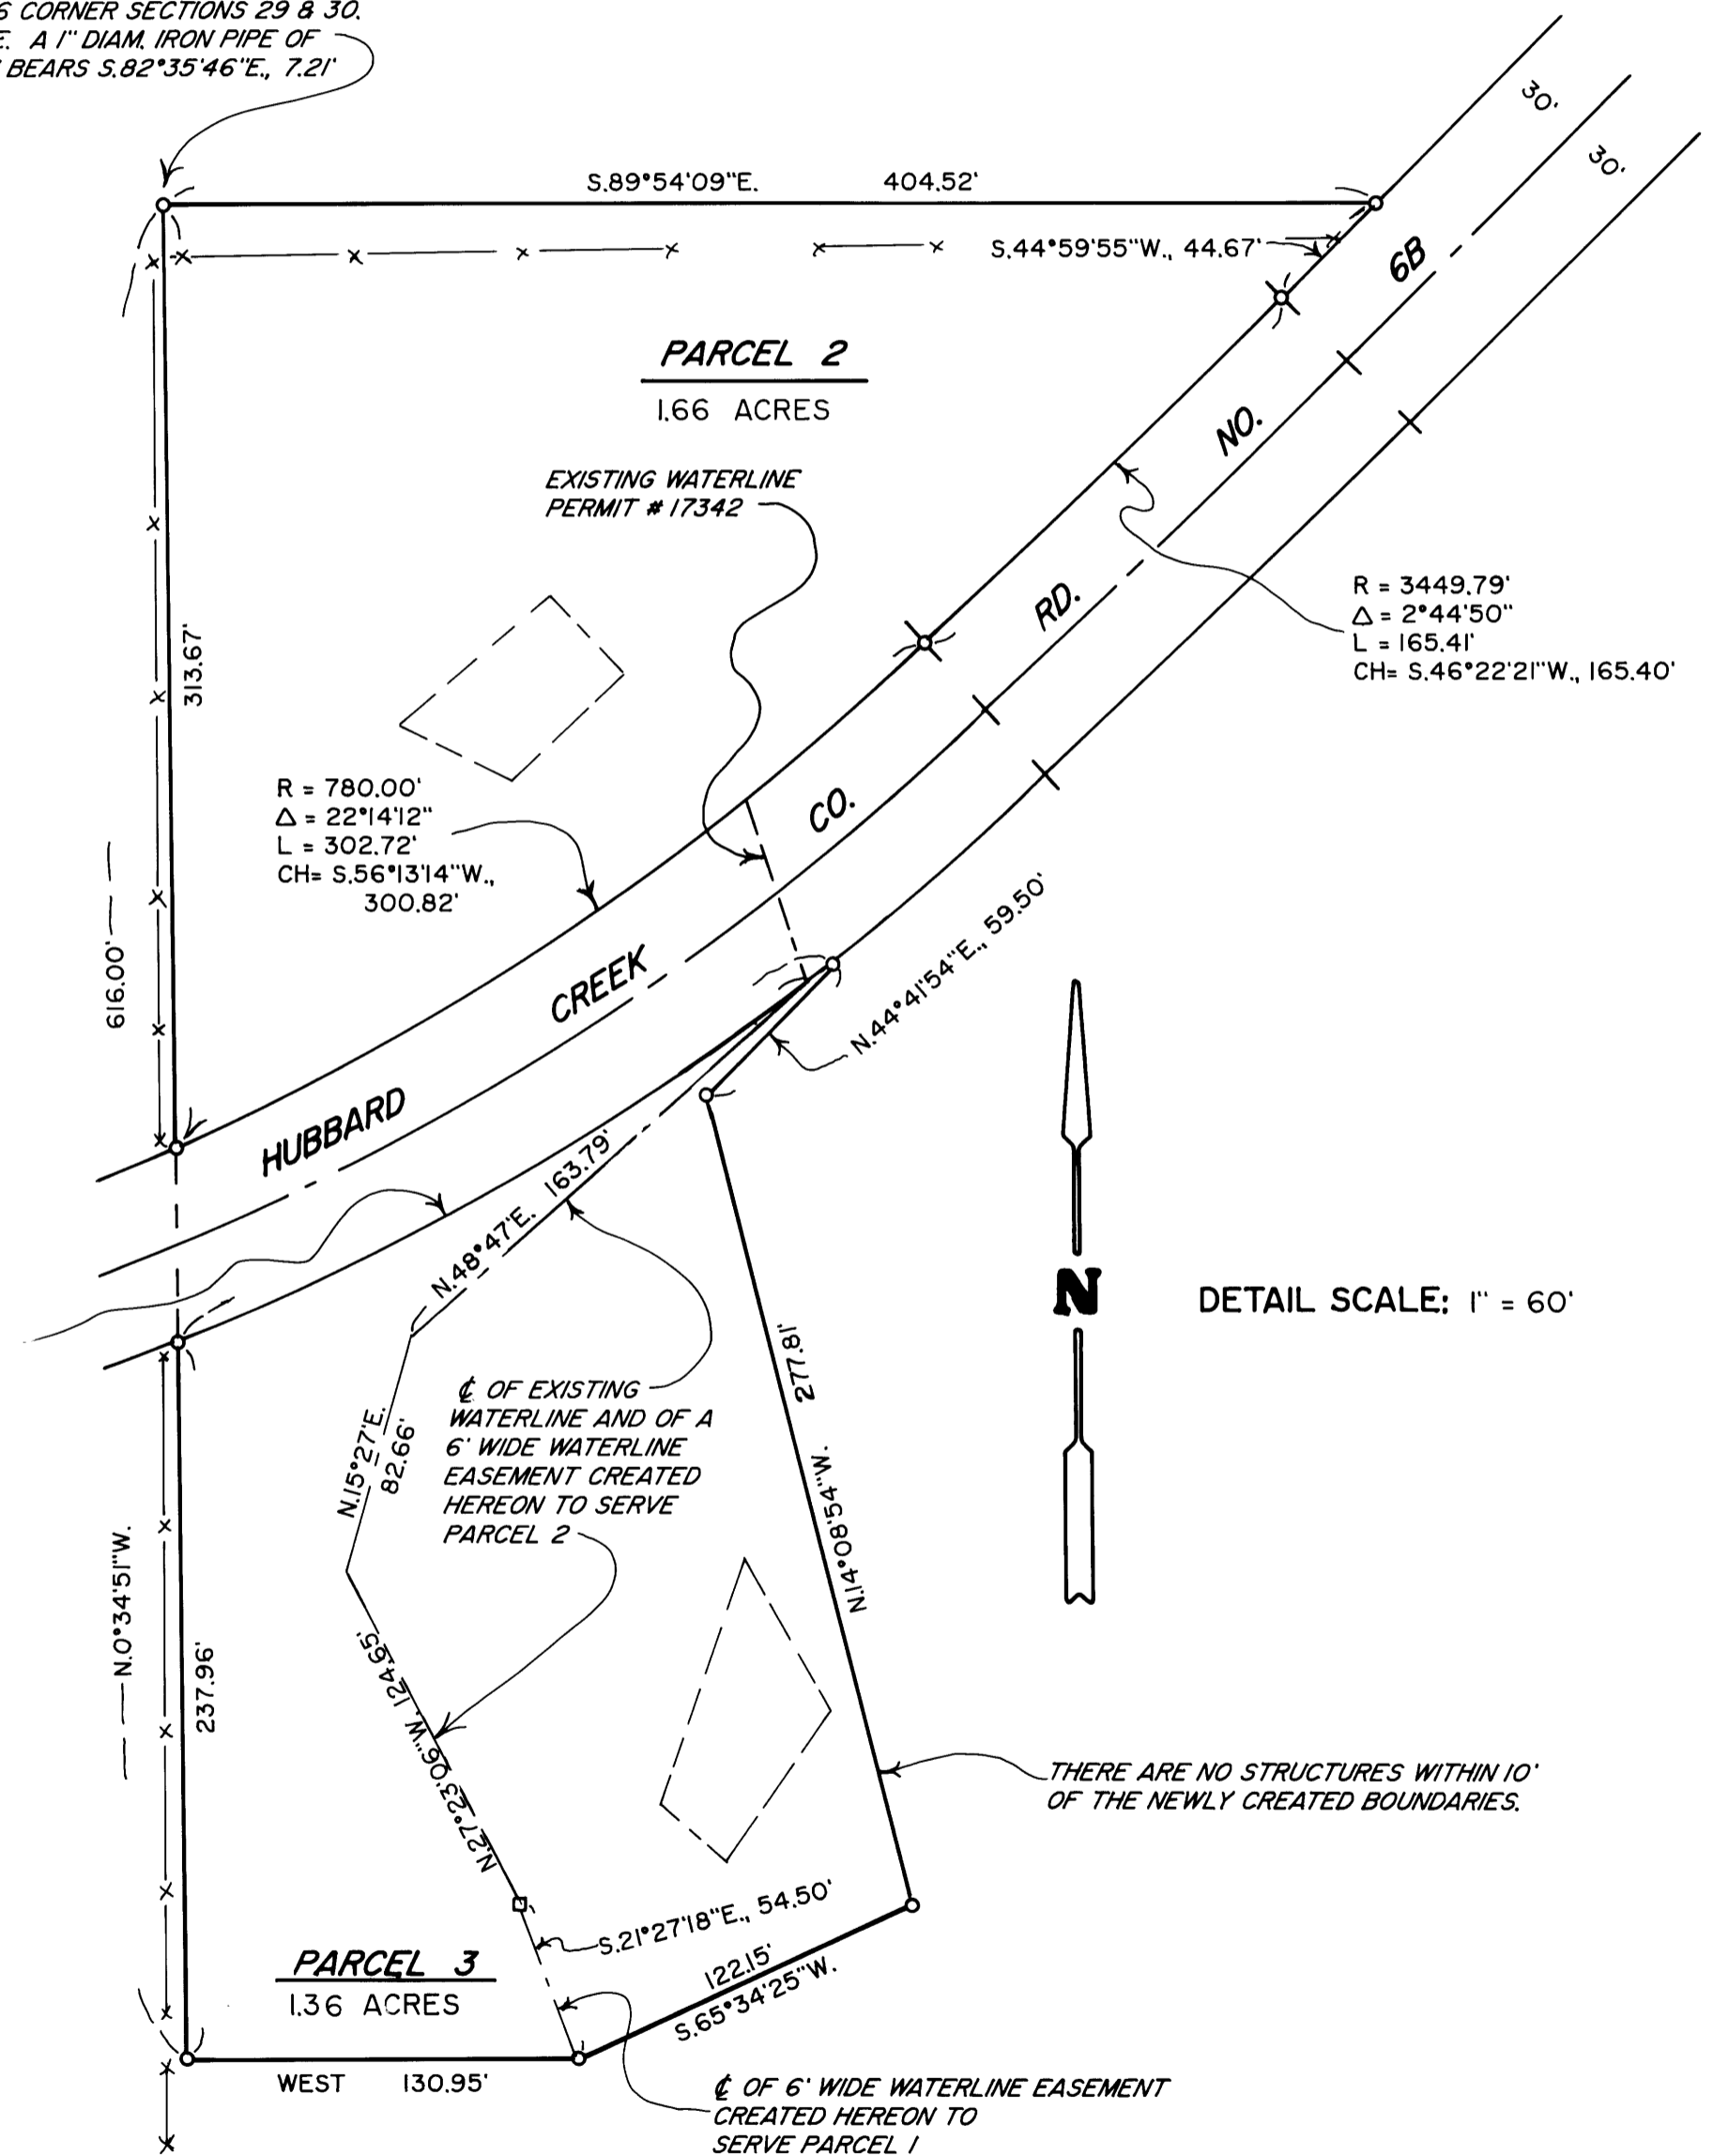 6 CORNER SECTIONS 29 & 30.
E. A 1" DIAM. IRON PIPE OF
BEARS S.82°35'46"E., 7.21'
30'
30'
S.89°54'09"E. 404.52'
S.44°59'55"W., 44.67'
6B
PARCEL 2
1.66 ACRES
NO.
EXISTING WATERLINE
PERMIT # 17342
RD.
R = 3449.79'
Δ = 2°44'50"
L = 165.41'
CH= S.46°22'21"W., 165.40'
313.67'
R = 780.00'
Δ = 22°14'12"
L = 302.72'
CH= S.56°13'14"W.,
300.82'
CO.
616.00'
CREEK
N.44°41'54"E., 59.50'
HUBBARD
N.48°47'E. 163.79'
N
DETAIL SCALE: 1" = 60'
277.81'
N.14°08'54"W.
℄ OF EXISTING
WATERLINE AND OF A
6' WIDE WATERLINE
EASEMENT CREATED
HEREON TO SERVE
PARCEL 2
N.15°27'E.
82.66'
N.0°34'51"W.
237.96'
N.27°23'06"W. 124.65'
THERE ARE NO STRUCTURES WITHIN 10'
OF THE NEWLY CREATED BOUNDARIES.
S.21°27'18"E., 54.50'
PARCEL 3
1.36 ACRES
122.15'
S.65°34'25"W.
WEST 130.95'
℄ OF 6' WIDE WATERLINE EASEMENT
CREATED HEREON TO
SERVE PARCEL 1